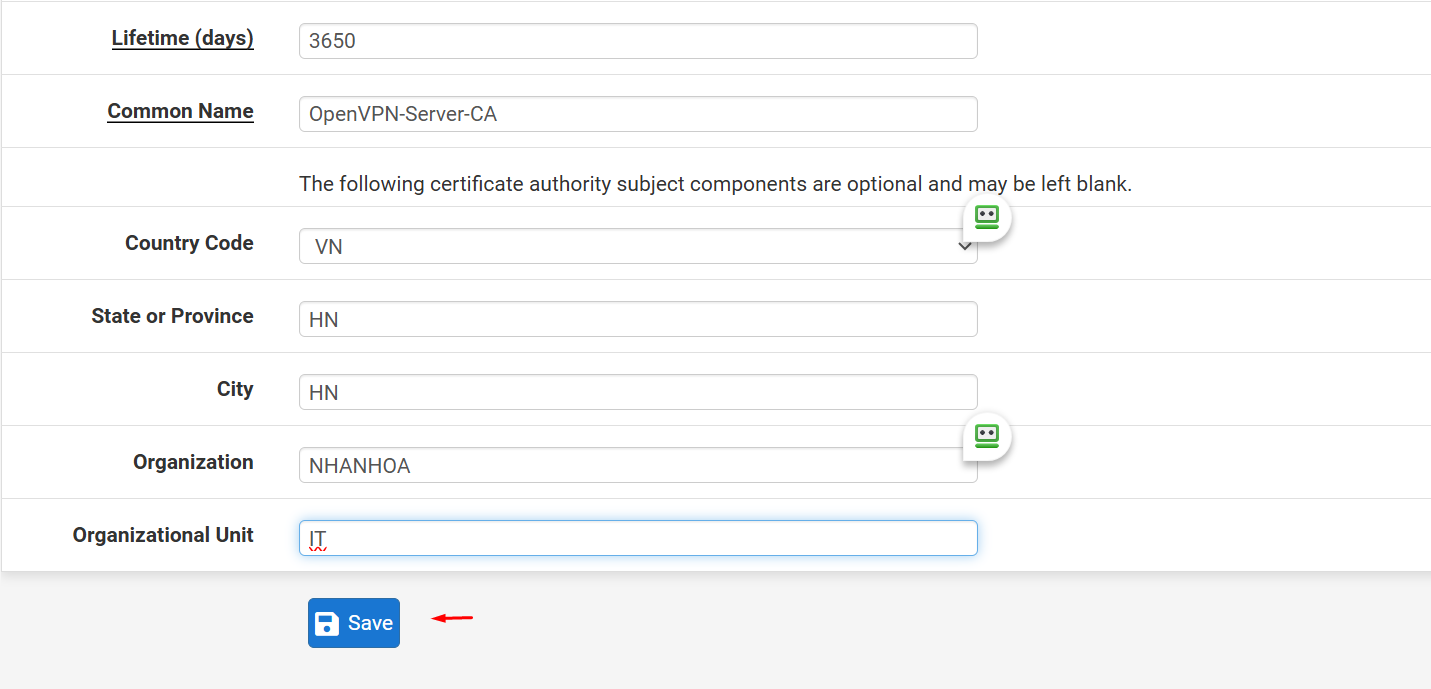 Lifetime (days) 3650
Common Name OpenVPN-Server-CA
The following certificate authority subject components are optional and may be left blank.
Country Code VN
State or Province HN
City HN
Organization NHANHOA
Organizational Unit IT
Save